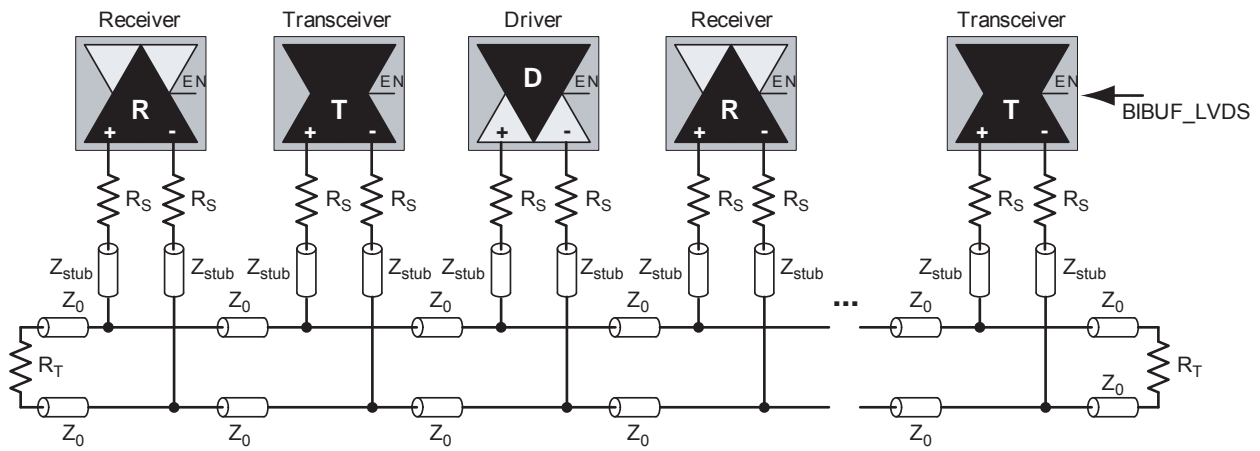 Receiver Transceiver Driver Receiver Transceiver
EN EN D EN EN EN
R T R T
BIBUF_LVDS
+ - + - + - + - + -
RS RS RS RS RS RS RS RS RS RS
Zstub Zstub Zstub Zstub Zstub Zstub Zstub Zstub Zstub Zstub
Z0 Z0 Z0 Z0 ... Z0 Z0
RT RT
Z0
Z0 Z0 Z0 Z0 Z0